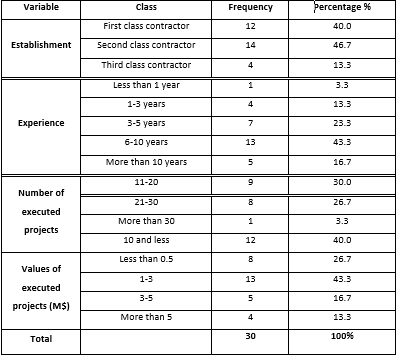 Variable Class Frequency Percentage %
First class contractor 12 40.0
Establishment Second class contractor 14 46.7
Third class contractor 4 13.3
Less than 1 year 1 3.3
1-3 years 4 13.3
Experience 3-5 years 7 23.3
6-10 years 13 43.3
More than 10 years 5 16.7
11-20 9 30.0
Number of
21-30 8 26.7
executed
More than 30 1 3.3
projects
10 and less 12 40.0
Less than 0.5 8 26.7
Values of
1-3 13 43.3
executed
3-5 5 16.7
projects (M$)
More than 5 4 13.3
Total 30 100%